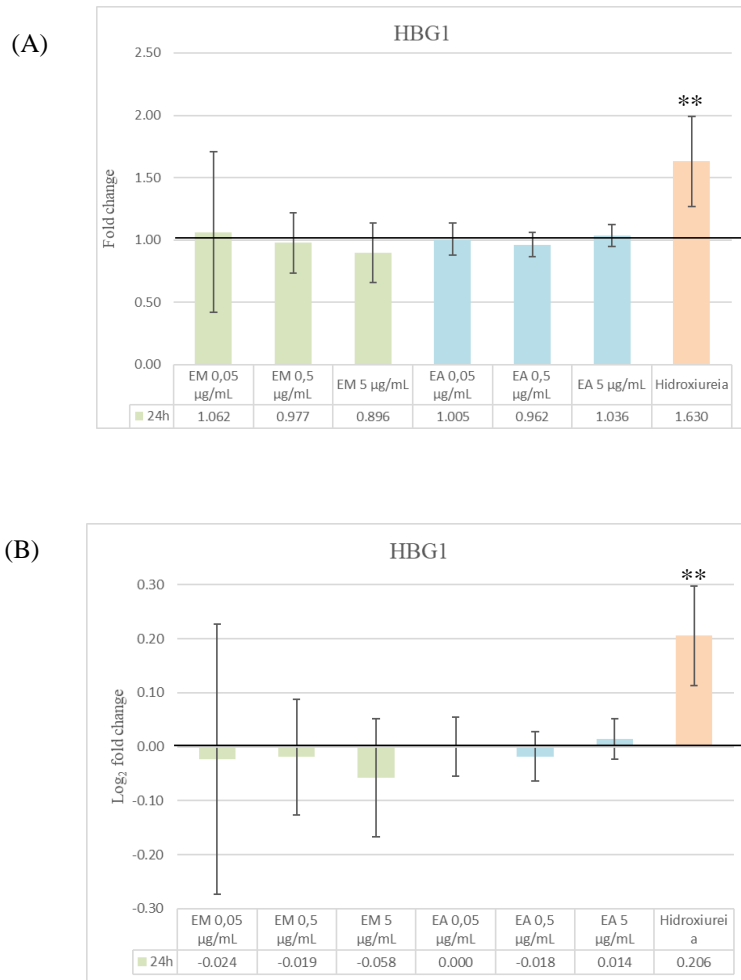 (A)
HBG1
Fold change
2.50
2.00
1.50
1.00
0.50
0.00
**
EM 0,05 µg/mL EM 0,5 µg/mL EM 5 µg/mL EA 0,05 µg/mL EA 0,5 µg/mL EA 5 µg/mL Hidroxiureia
24h 1.062 0.977 0.896 1.005 0.962 1.036 1.630
(B)
HBG1
Log₂ fold change
0.30
0.20
0.10
0.00
-0.10
-0.20
-0.30
**
EM 0,05 µg/mL EM 0,5 µg/mL EM 5 µg/mL EA 0,05 µg/mL EA 0,5 µg/mL EA 5 µg/mL Hidroxiureia
24h -0.024 -0.019 -0.058 0.000 -0.018 0.014 0.206